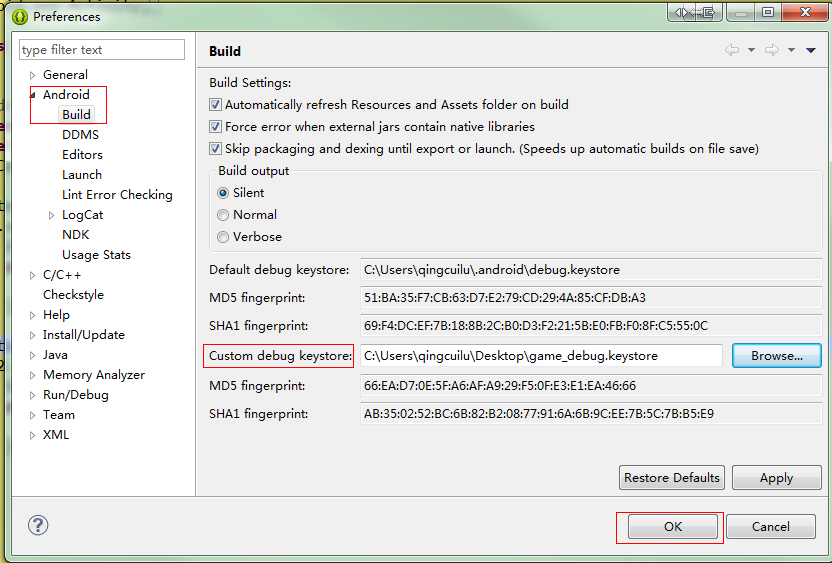 Preferences
type filter text
General
Android
Build
DDMS
Editors
Launch
Lint Error Checking
LogCat
NDK
Usage Stats
C/C++
Checkstyle
Help
Install/Update
Java
Memory Analyzer
Run/Debug
Team
XML
Build
Build Settings:
Automatically refresh Resources and Assets folder on build
Force error when external jars contain native libraries
Skip packaging and dexing until export or launch. (Speeds up automatic builds on file save)
Build output
Silent
Normal
Verbose
Default debug keystore: C:\Users\qingcuilu\.android\debug.keystore
MD5 fingerprint: 51:BA:35:F7:CB:63:D7:E2:79:CD:29:4A:85:CF:DB:A3
SHA1 fingerprint: 69:F4:DC:EF:7B:18:8B:2C:B0:D3:F2:21:5B:E0:FB:F0:8F:C5:55:0C
Custom debug keystore: C:\Users\qingcuilu\Desktop\game_debug.keystore Browse...
MD5 fingerprint: 66:EA:D7:0E:5F:A6:AF:A9:29:F5:0F:E3:E1:EA:46:66
SHA1 fingerprint: AB:35:02:52:BC:6B:82:B2:08:77:91:6A:6B:9C:EE:7B:5C:7B:B5:E9
Restore Defaults Apply
OK Cancel